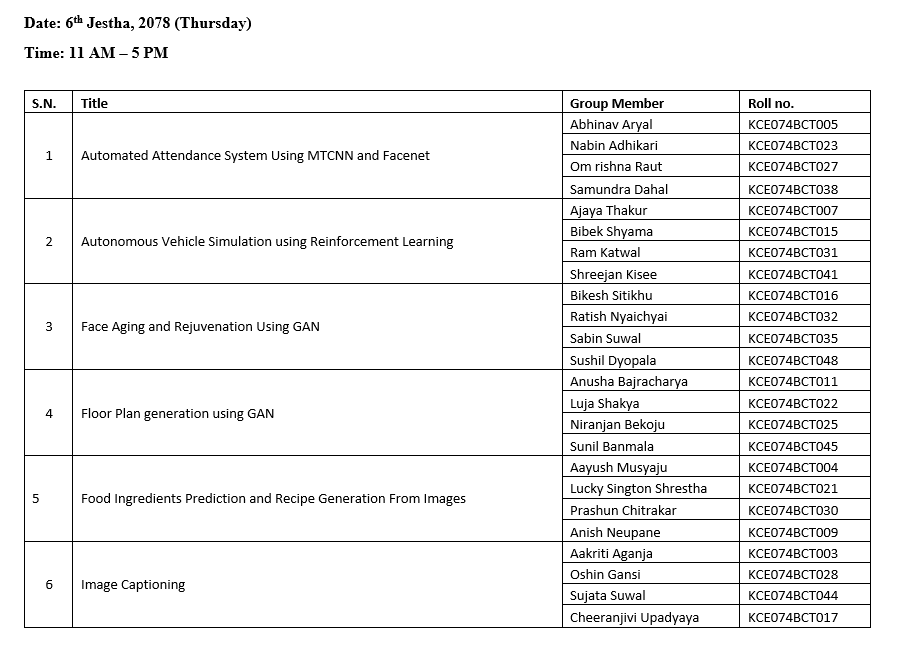 Date: 6th Jestha, 2078 (Thursday)
Time: 11 AM – 5 PM
S.N. Title Group Member Roll no.
1 Automated Attendance System Using MTCNN and Facenet
Abhinav Aryal KCE074BCT005
Nabin Adhikari KCE074BCT023
Om rishna Raut KCE074BCT027
Samundra Dahal KCE074BCT038
2 Autonomous Vehicle Simulation using Reinforcement Learning
Ajaya Thakur KCE074BCT007
Bibek Shyama KCE074BCT015
Ram Katwal KCE074BCT031
Shreejan Kisee KCE074BCT041
3 Face Aging and Rejuvenation Using GAN
Bikesh Sitikhu KCE074BCT016
Ratish Nyaichyai KCE074BCT032
Sabin Suwal KCE074BCT035
Sushil Dyopala KCE074BCT048
4 Floor Plan generation using GAN
Anusha Bajracharya KCE074BCT011
Luja Shakya KCE074BCT022
Niranjan Bekoju KCE074BCT025
Sunil Banmala KCE074BCT045
5 Food Ingredients Prediction and Recipe Generation From Images
Aayush Musyaju KCE074BCT004
Lucky Sington Shrestha KCE074BCT021
Prashun Chitrakar KCE074BCT030
Anish Neupane KCE074BCT009
6 Image Captioning
Aakriti Aganja KCE074BCT003
Oshin Gansi KCE074BCT028
Sujata Suwal KCE074BCT044
Cheeranjivi Upadyaya KCE074BCT017